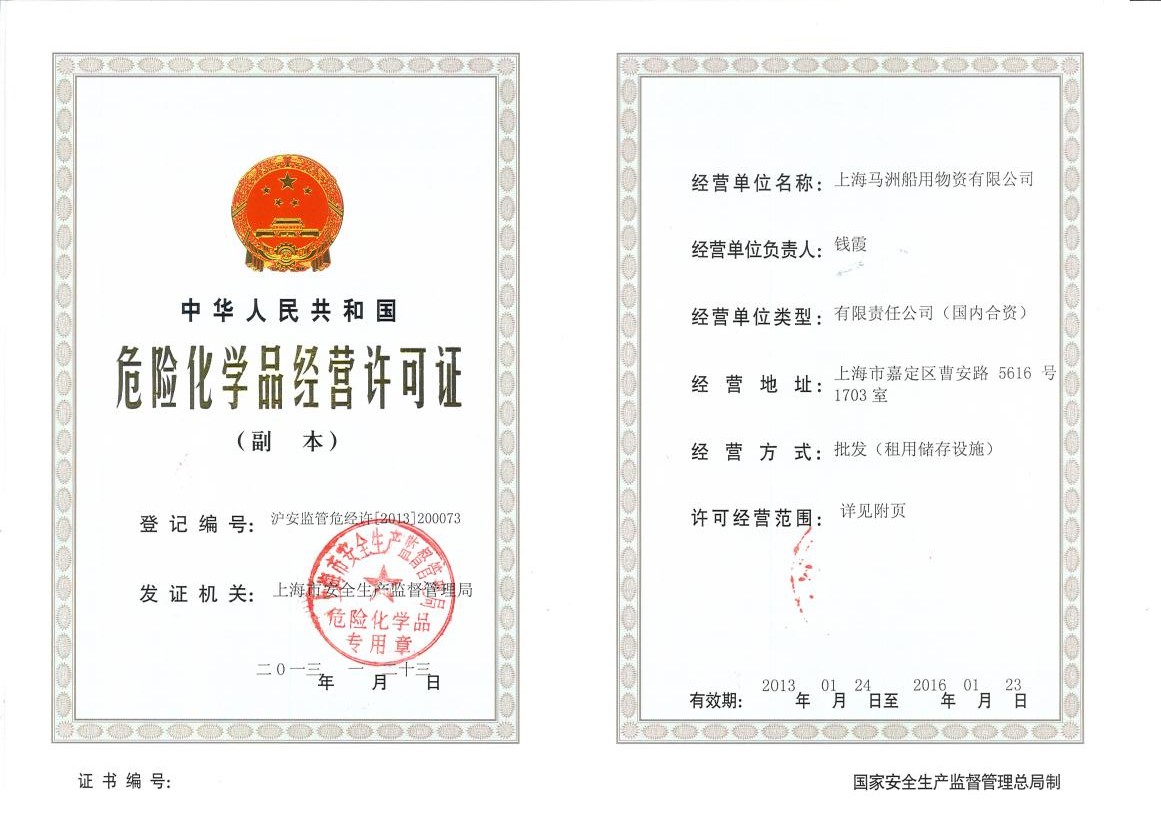 中华人民共和国
危险化学品经营许可证
（副 本）
登记编号： 沪安监管危经许[2013]200073
发证机关： 上海市安全生产监督管理局
上海市安全生产监督管理局
危险化学品
专用章
二0一三年 一月 二十三日
证书编号:
经营单位名称： 上海马洲船用物资有限公司
经营单位负责人： 钱霞
经营单位类型： 有限责任公司（国内合资）
经营地址： 上海市嘉定区曹安路 5616 号
1703 室
经营方式： 批发（租用储存设施）
许可经营范围： 详见附页
有效期： 2013 年 01 月 24 日至 2016 年 01 月 23 日
国家安全生产监督管理总局制